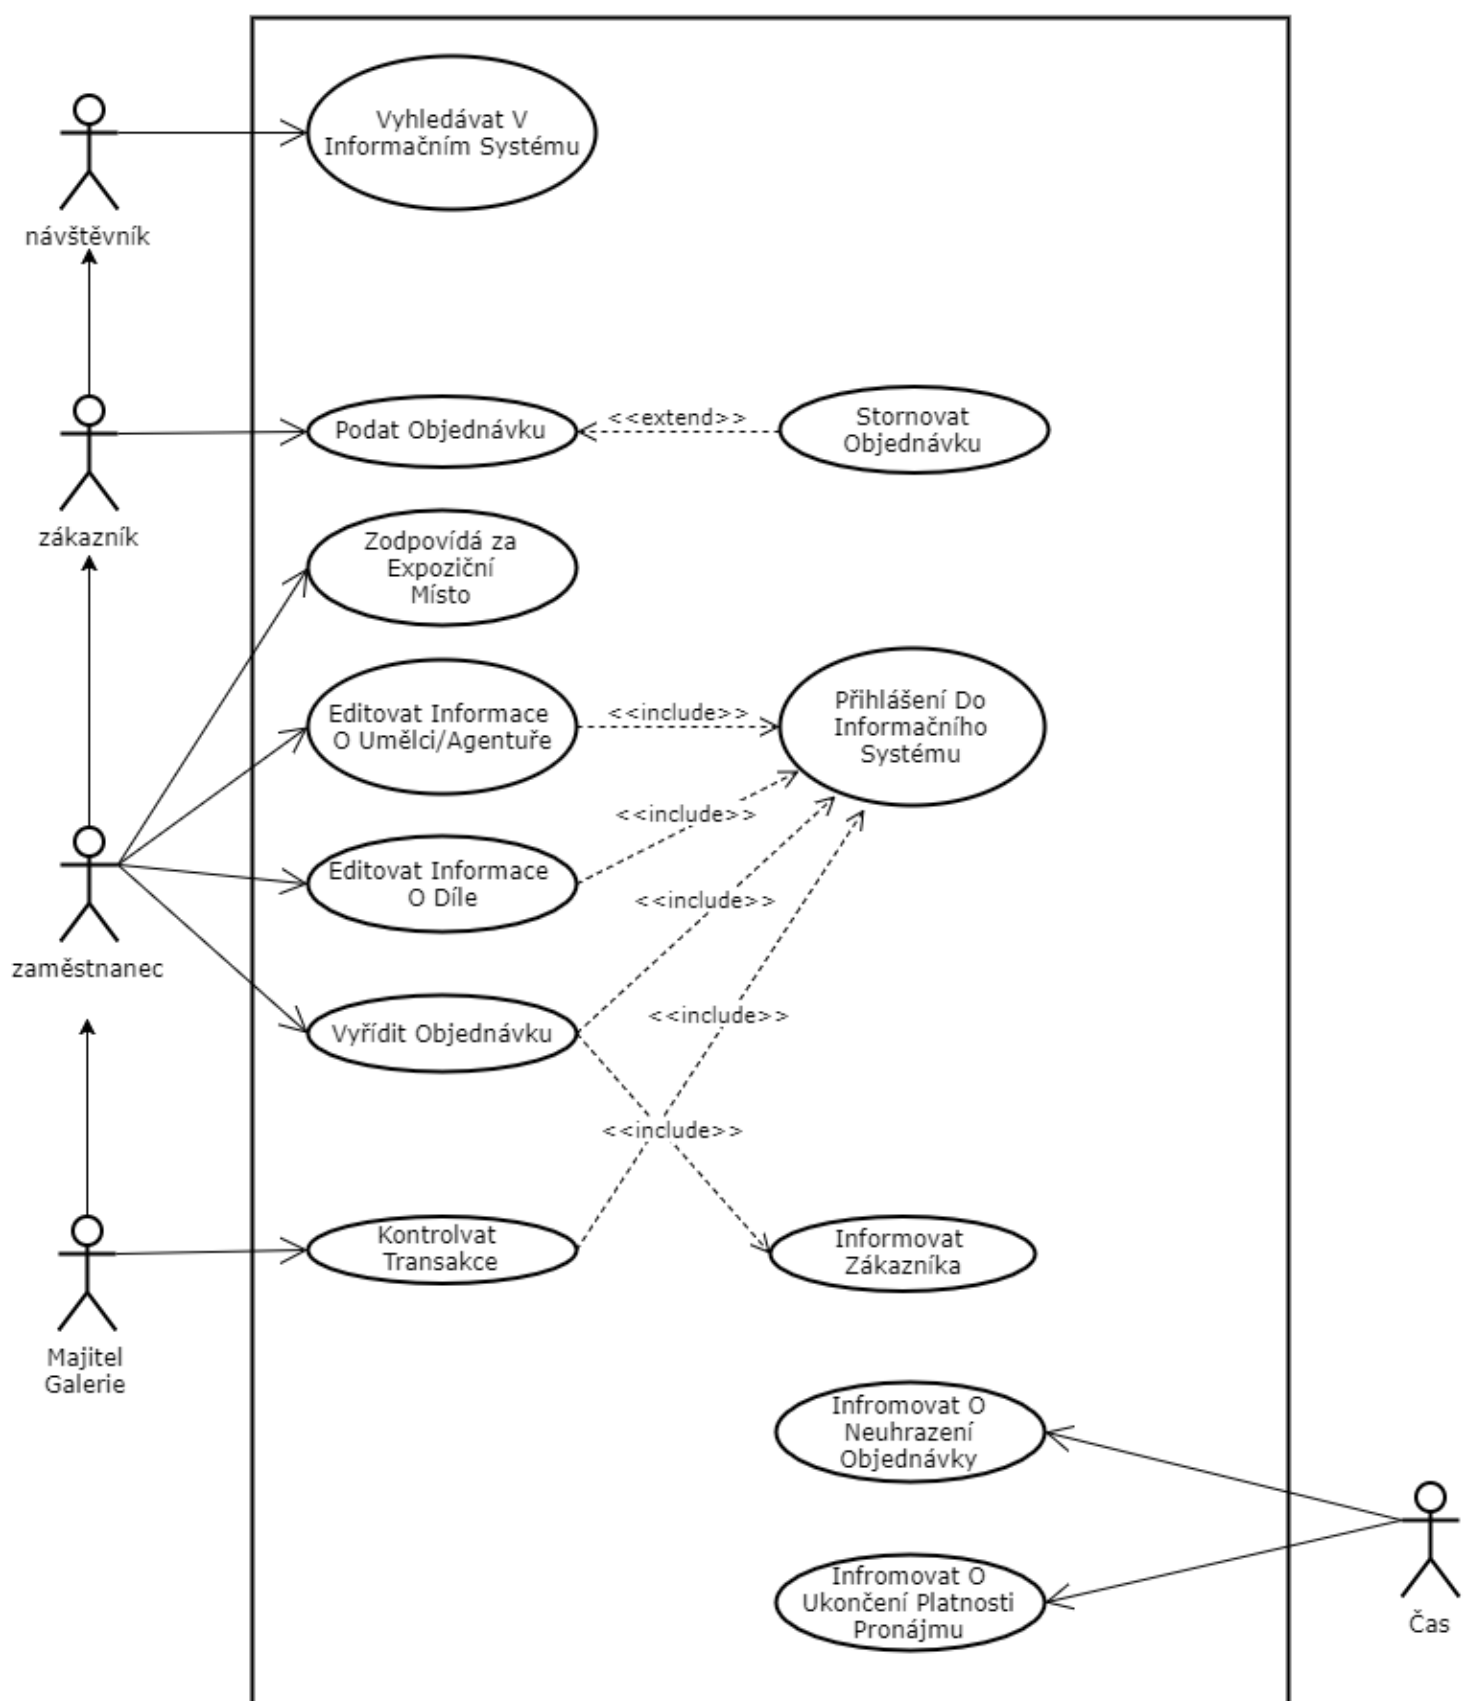 Vyhledávat V
Informačním Systému
návštěvník
Podat Objednávku
<<extend>>
Stornovat
Objednávku
zákazník
Zodpovídá za
Expoziční
Místo
Editovat Informace
O Umělci/Agentuře
<<include>>
Přihlášení Do
Informačního
Systému
<<include>>
Editovat Informace
O Díle
<<include>>
zaměstnanec
Vyřídit Objednávku
<<include>>
<<include>>
Kontrolvat
Transakce
Informovat
Zákazníka
Majitel
Galerie
Infromovat O
Neuhrazení
Objednávky
Infromovat O
Ukončení Platnosti
Pronájmu
Čas